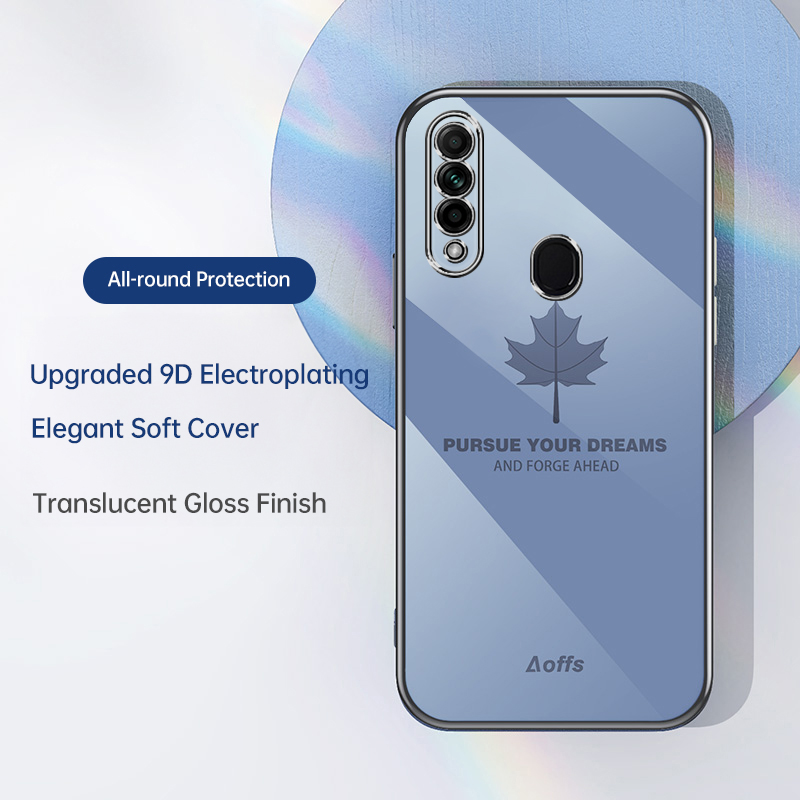 All-round Protection
Upgraded 9D Electroplating
Elegant Soft Cover
Translucent Gloss Finish
PURSUE YOUR DREAMS
AND FORGE AHEAD
Aoffs